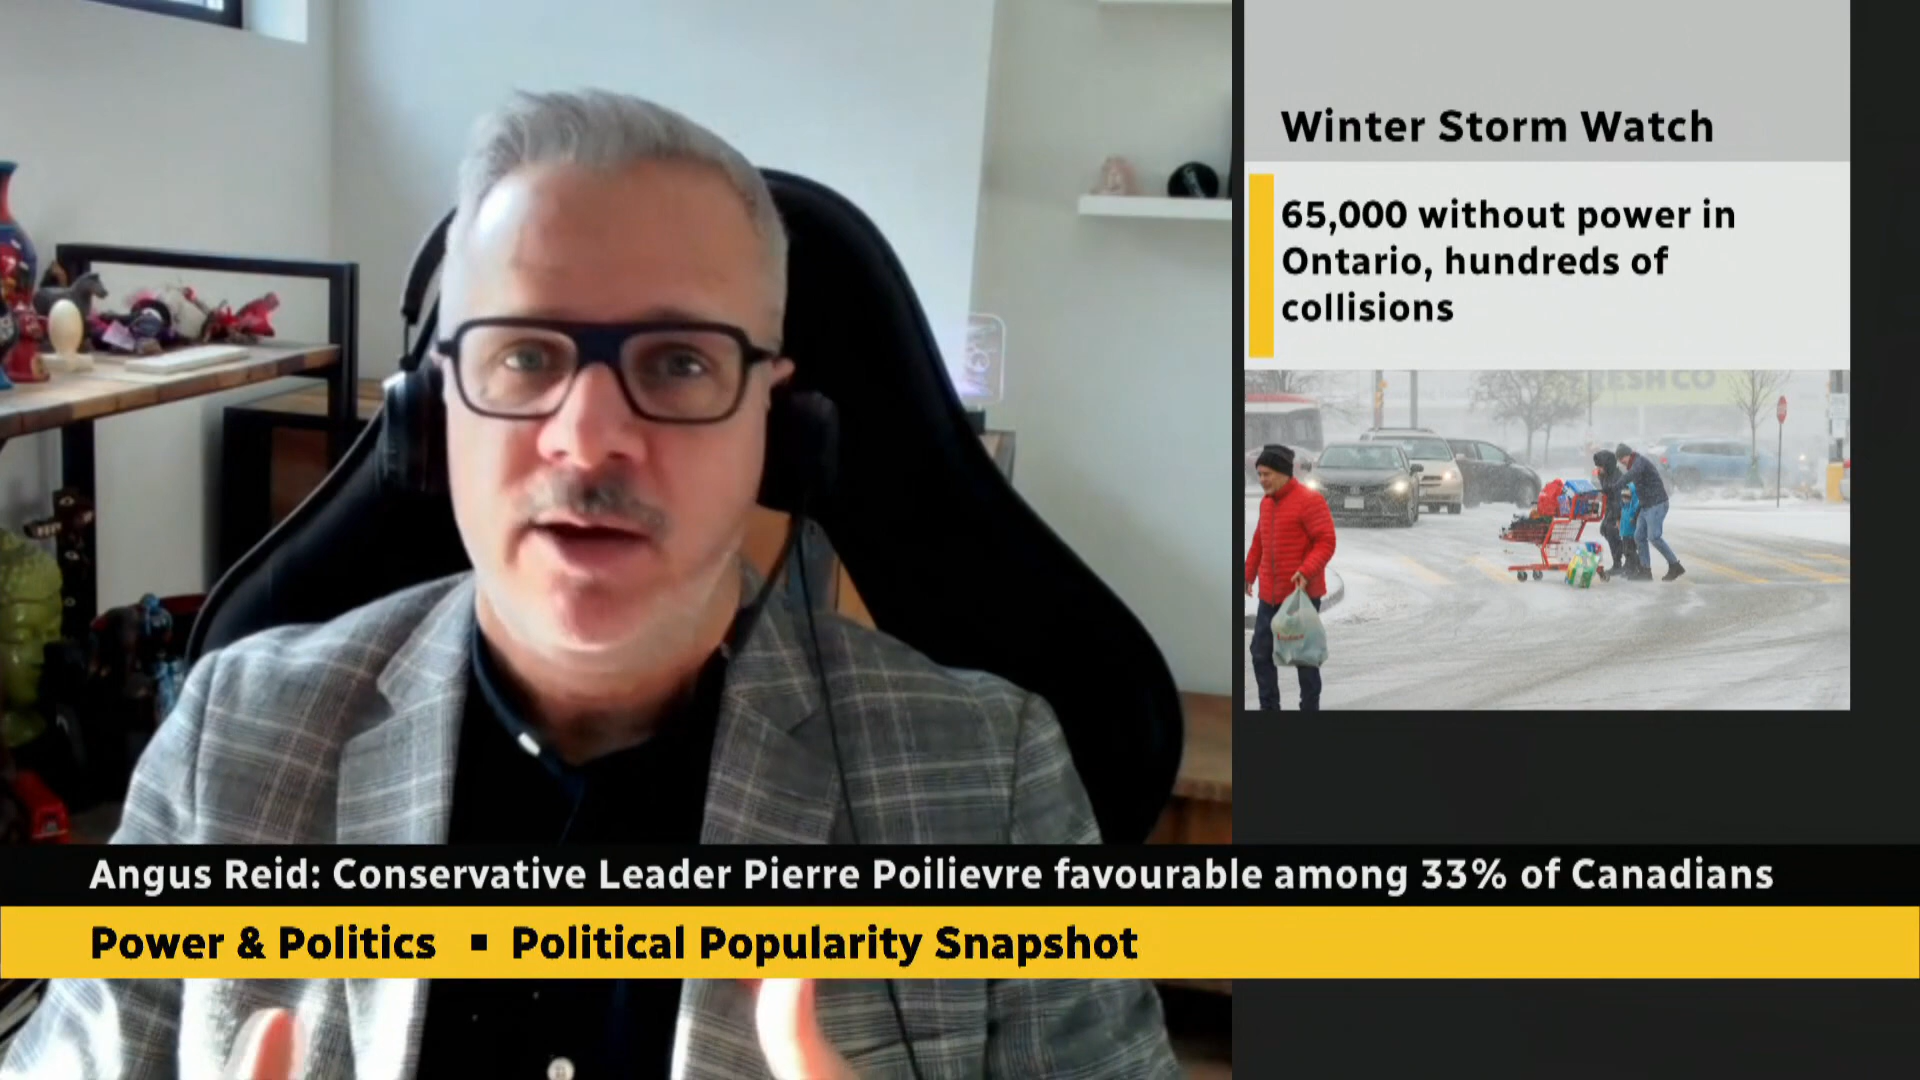 Winter Storm Watch
65,000 without power in
Ontario, hundreds of
collisions
FRESHCO
Angus Reid: Conservative Leader Pierre Poilievre favourable among 33% of Canadians
Power & Politics ▪ Political Popularity Snapshot